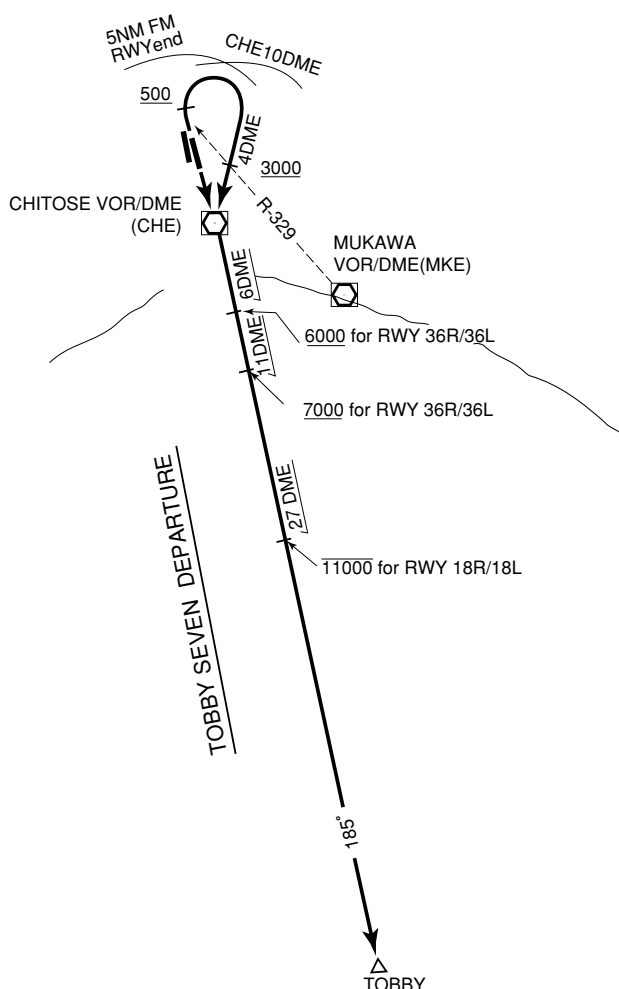 5NM FM
RWYend
CHE10DME
500
4DME
3000
CHITOSE VOR/DME
(CHE)
R-329
MUKAWA
VOR/DME(MKE)
6DME
6000 for RWY 36R/36L
11DME
7000 for RWY 36R/36L
TOBBY SEVEN DEPARTURE
27 DME
11000 for RWY 18R/18L
185°
TOBBY